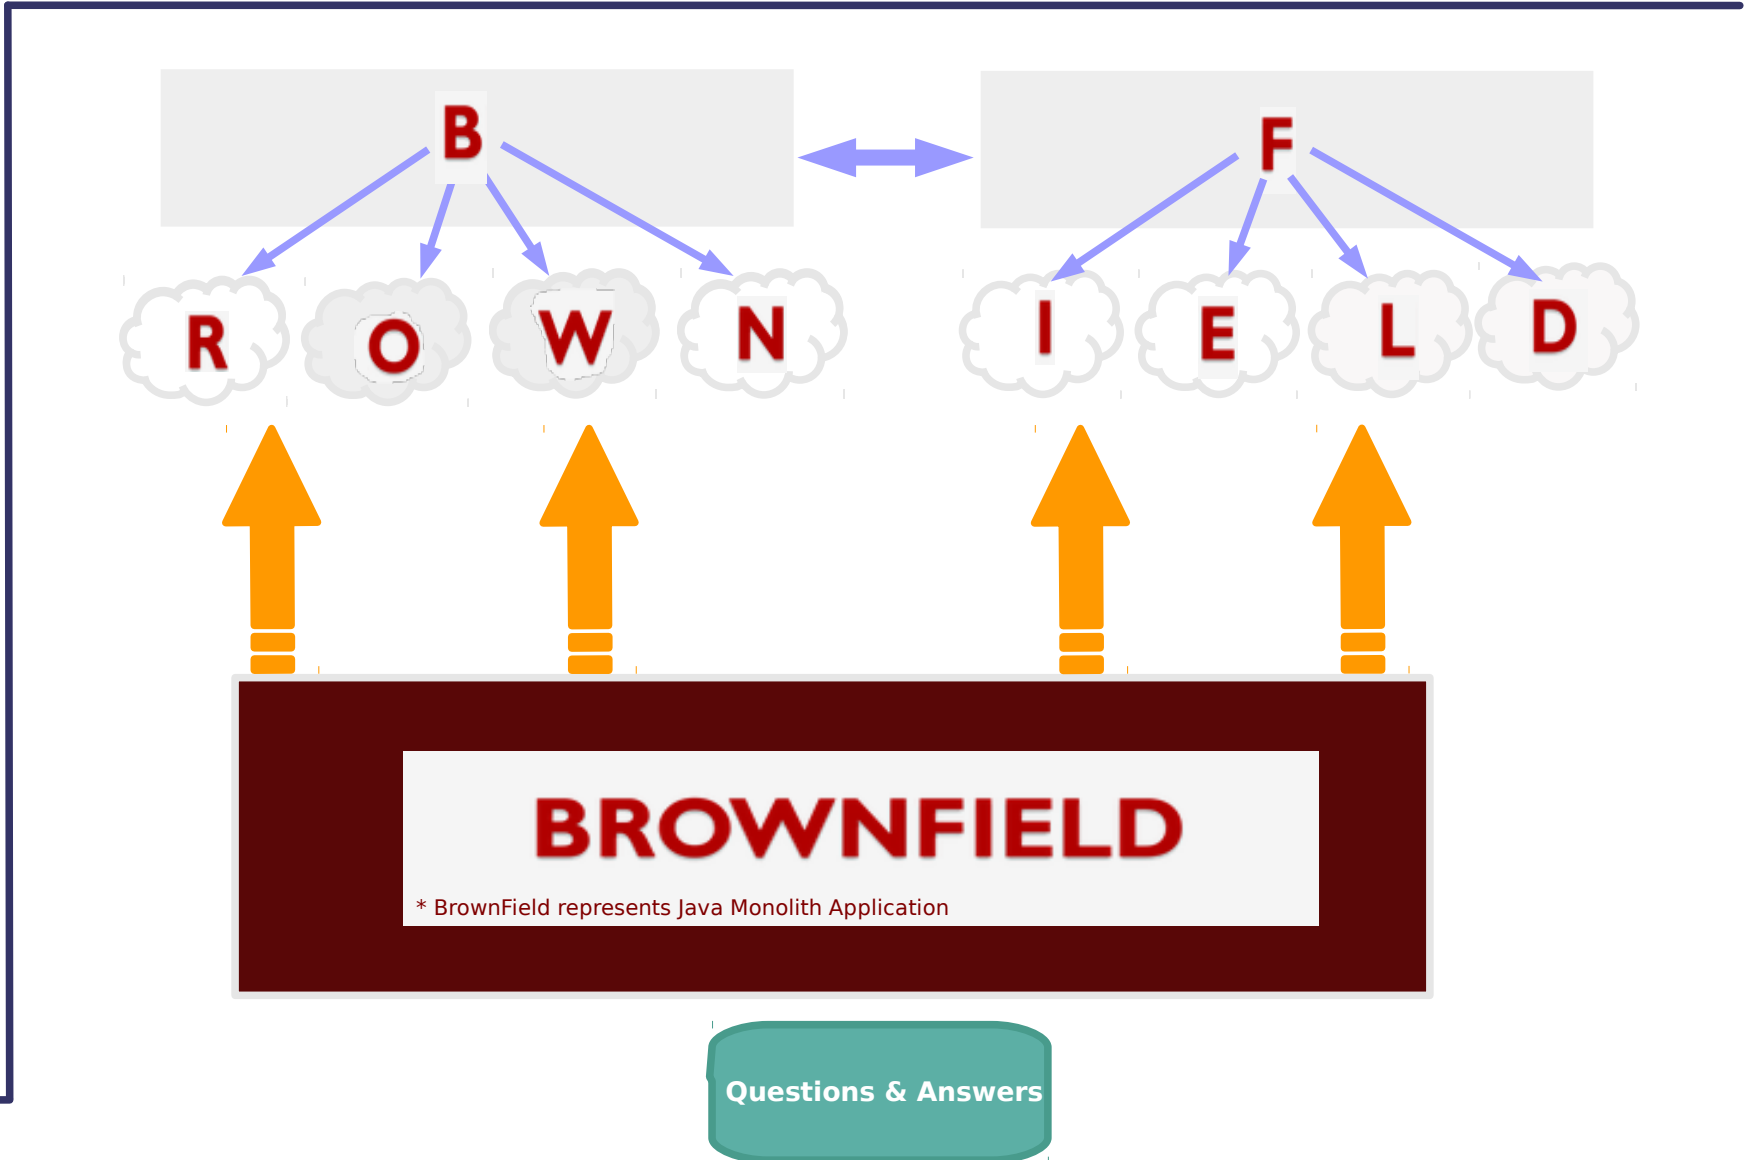 B F
R O W N I E L D
BROWNFIELD
* BrownField represents Java Monolith Application
Questions & Answers